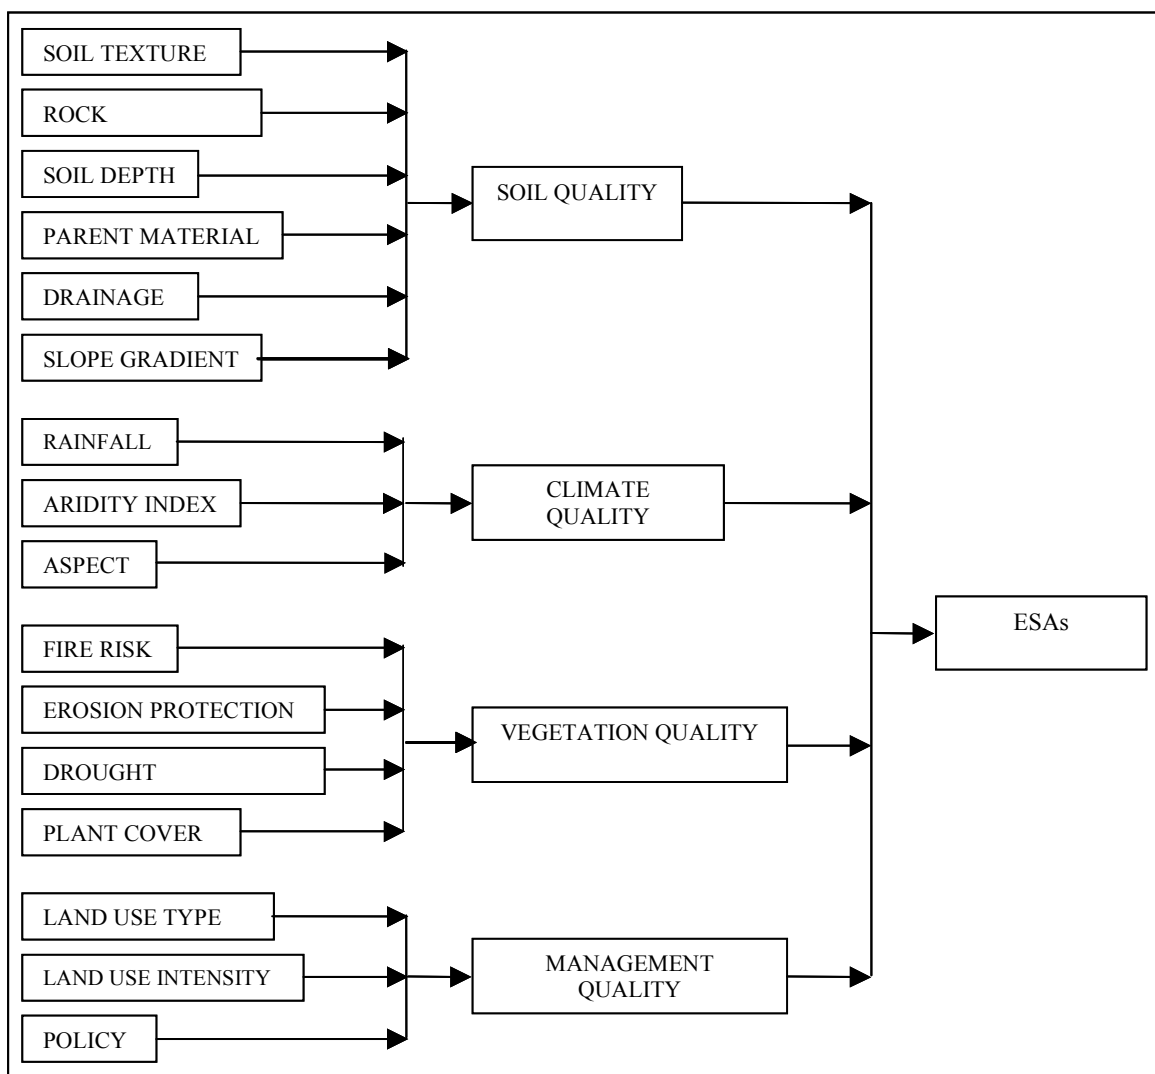 SOIL TEXTURE
ROCK
SOIL DEPTH
PARENT MATERIAL
DRAINAGE
SLOPE GRADIENT
SOIL QUALITY
RAINFALL
ARIDITY INDEX
ASPECT
CLIMATE
QUALITY
FIRE RISK
EROSION PROTECTION
DROUGHT
PLANT COVER
VEGETATION QUALITY
LAND USE TYPE
LAND USE INTENSITY
POLICY
MANAGEMENT
QUALITY
ESAs